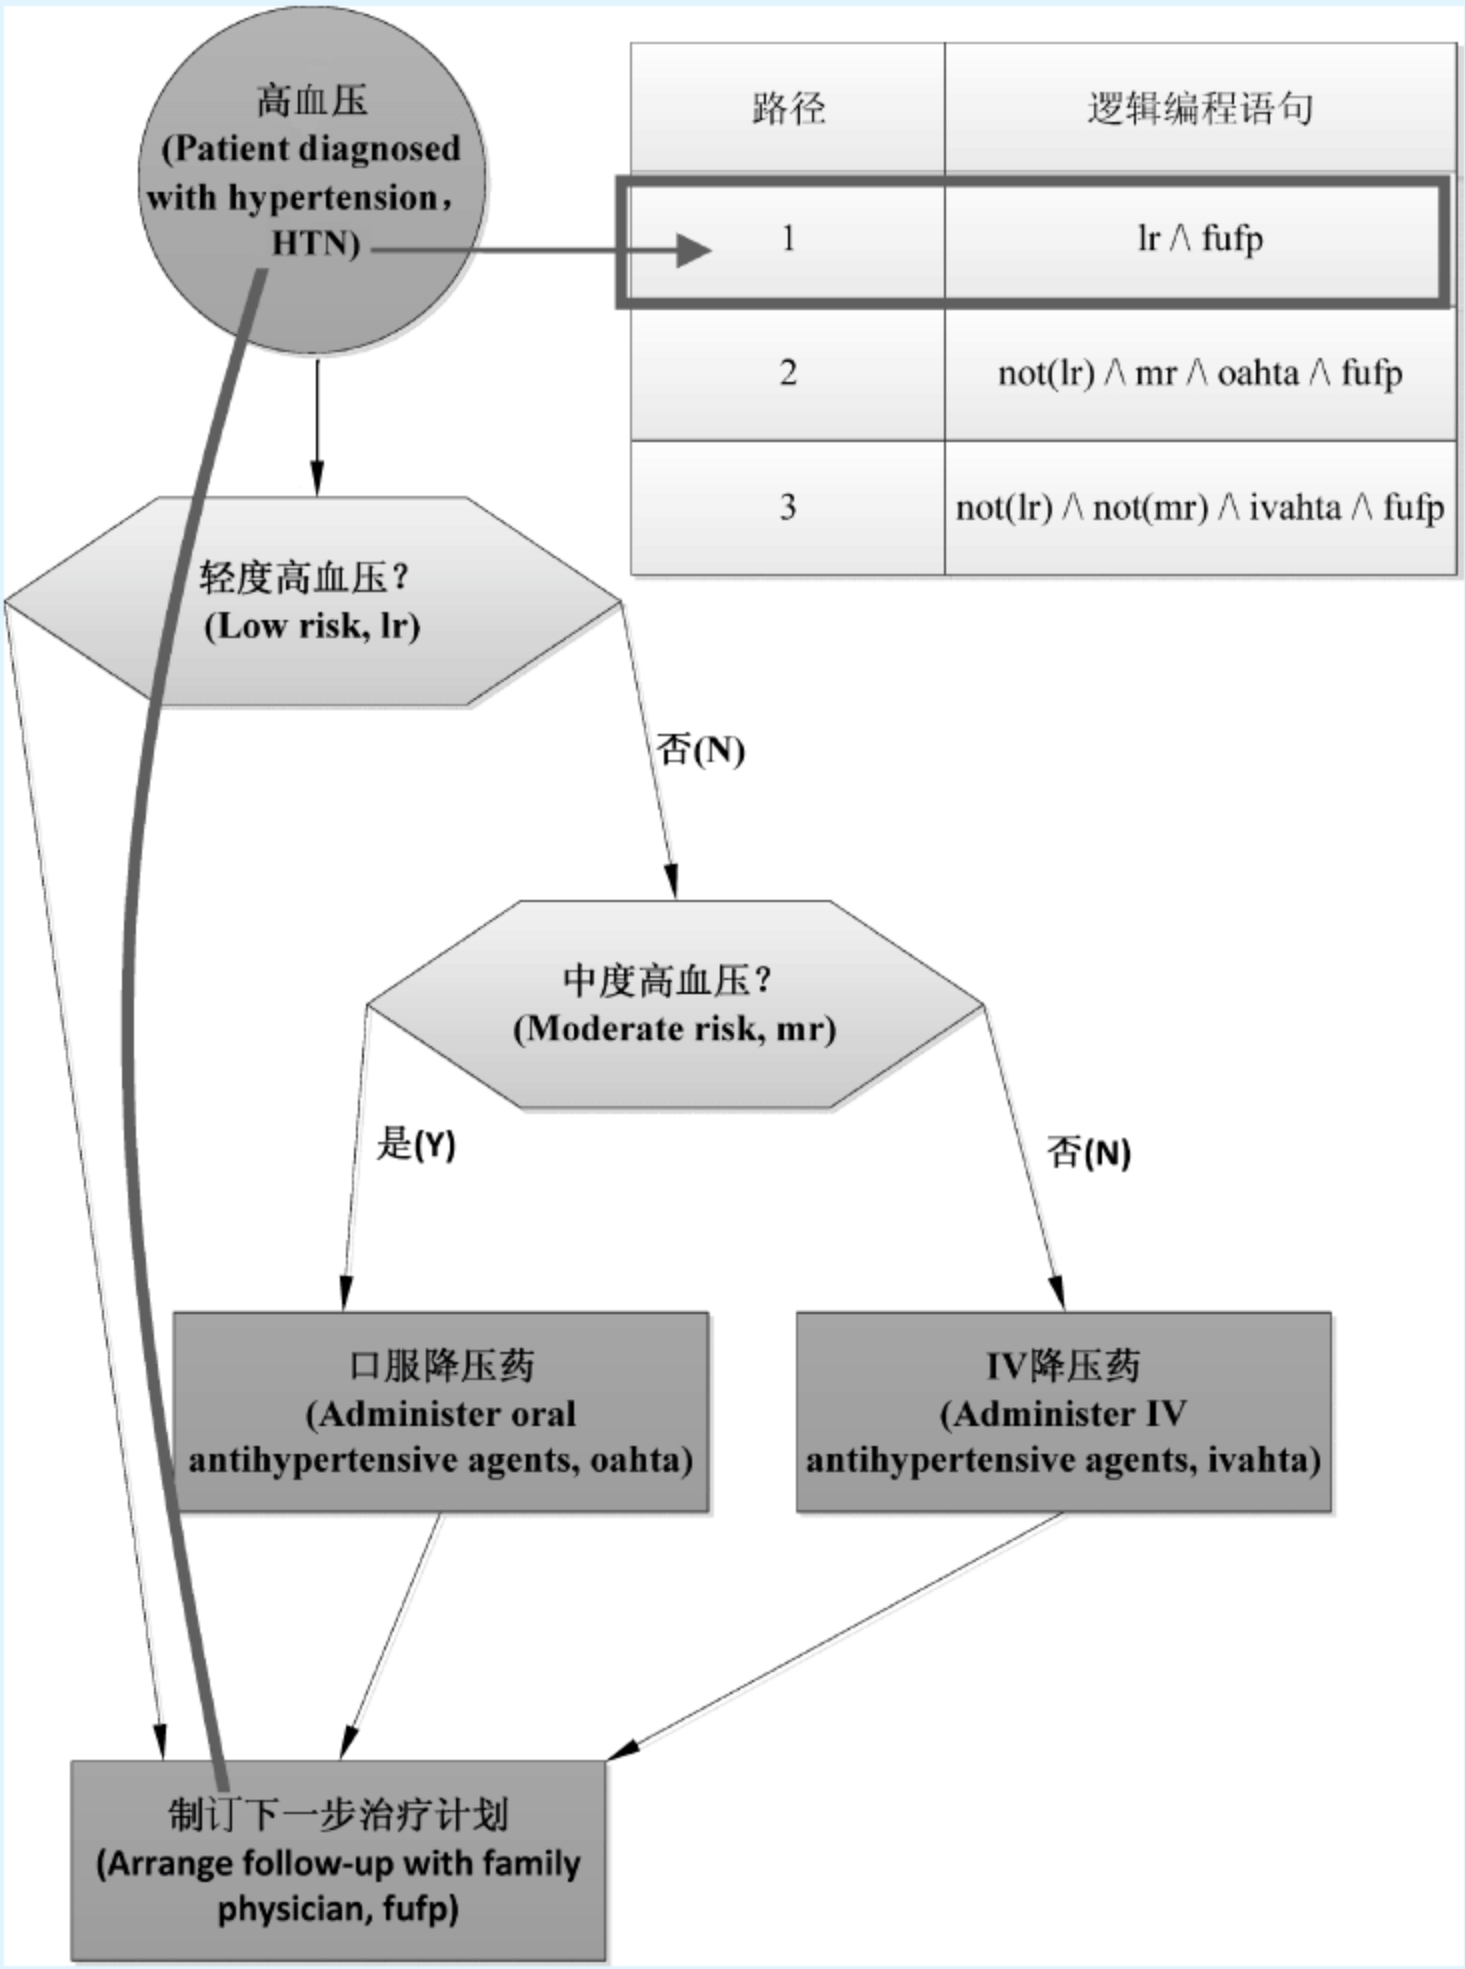 高血压
(Patient diagnosed
with hypertension，
HTN)
路径 逻辑编程语句
1 lr /\ fufp
2 not(lr) /\ mr /\ oahta /\ fufp
3 not(lr) /\ not(mr) /\ ivahta /\ fufp
轻度高血压？
(Low risk, lr)
否(N)
中度高血压？
(Moderate risk, mr)
是(Y)
否(N)
口服降压药
(Administer oral
antihypertensive agents, oahta)
IV降压药
(Administer IV
antihypertensive agents, ivahta)
制订下一步治疗计划
(Arrange follow-up with family
physician, fufp)